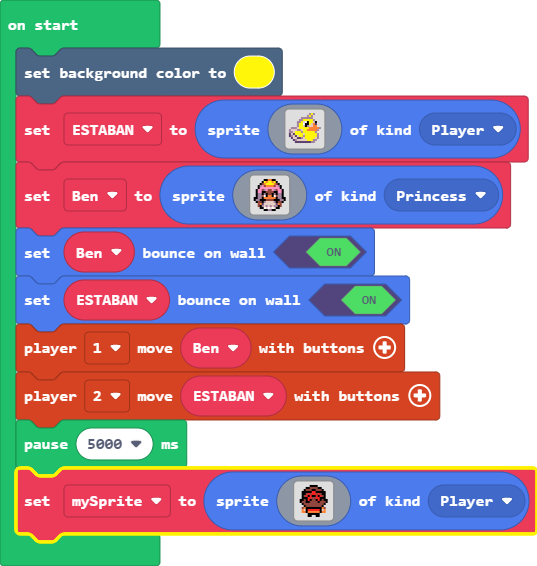 on start
set background color to
set ESTABAN to sprite of kind Player
set Ben to sprite of kind Princess
set Ben bounce on wall ON
set ESTABAN bounce on wall ON
player 1 move Ben with buttons
player 2 move ESTABAN with buttons
pause 5000 ms
set mySprite to sprite of kind Player